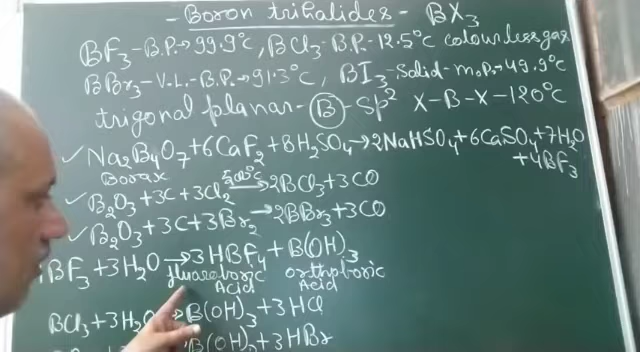 - Boron trihalides - BX3
BF3 - B.P. → 99.9°C, BCl3 - B.P. - 12.5°C colourless gas
BBr3 - V.L. - B.P. → 91.3°C, BI3 - Solid - m.P. → 49.9°C
trigonal planar - B - sp2 X-B-X - 120°C
✓ Na2B4O7 + 6CaF2 + 8H2SO4 → 2NaHSO4 + 6CaSO4 + 7H2O
+ 4BF3
Borax
✓ B2O3 + 3C + 3Cl2 500°C → 2BCl3 + 3CO
✓ B2O3 + 3C + 3Br2 → 2BBr3 + 3CO
BF3 + 3H2O → 3HBF4 + B(OH)3
fluoroboric orthoboric
Acid Acid
BCl3 + 3H2O → B(OH)3 + 3HCl
B(OH)3 + 3HBr